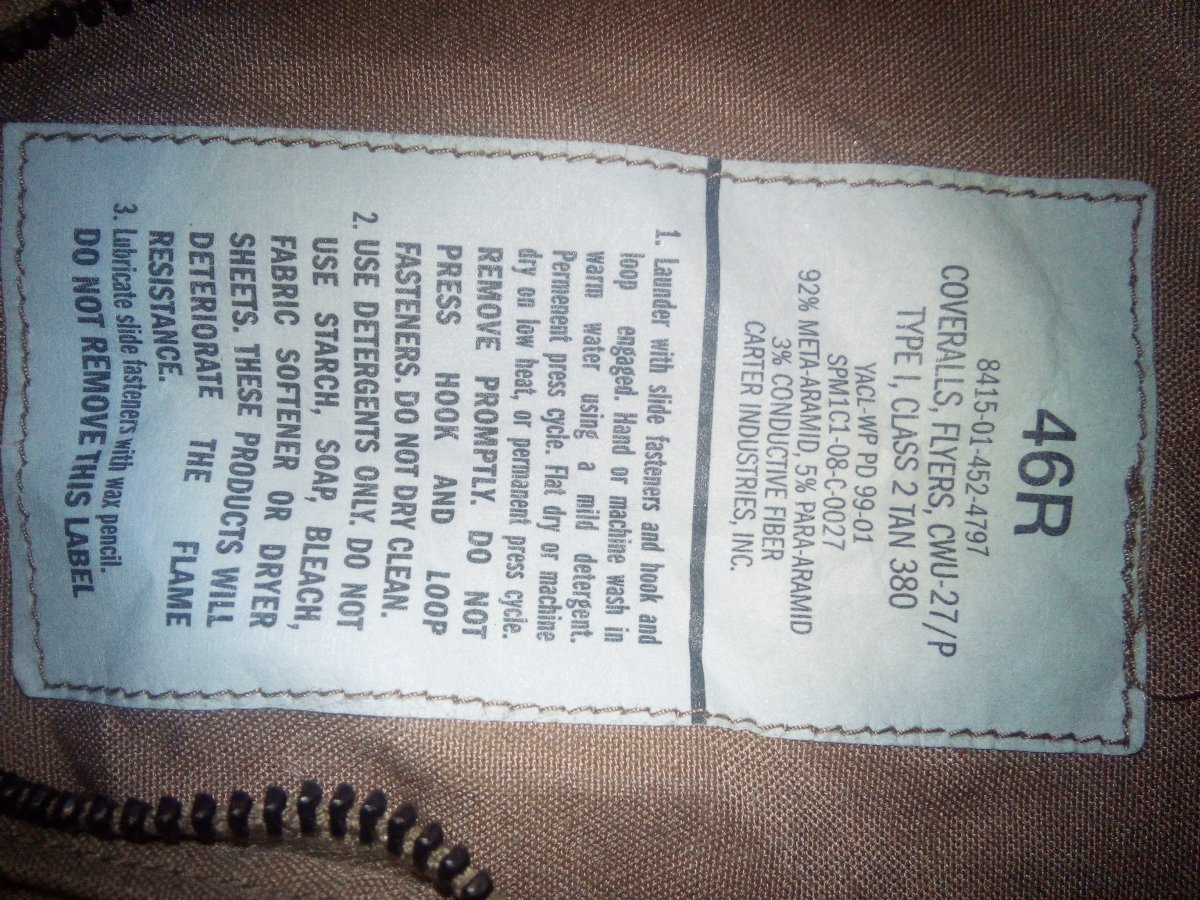 46R
8415-01-452-4797
COVERALLS, FLYERS, CWU-27/P
TYPE I, CLASS 2 TAN 380
YACL-WP PD 99-01
SPM1C1-08-C-0027
92% META-ARAMID, 5% PARA-ARAMID
3% CONDUCTIVE FIBER
CARTER INDUSTRIES, INC.
1. Launder with slide fasteners and hook and
loop engaged. Hand or machine wash in
warm water using a mild detergent.
Permenent press cycle. Flat dry or machine
dry on low heat, or permanent press cycle.
REMOVE PROMPTLY. DO NOT
PRESS HOOK AND LOOP
FASTENERS. DO NOT DRY CLEAN.
2. USE DETERGENTS ONLY. DO NOT
USE STARCH, SOAP, BLEACH,
FABRIC SOFTENER OR DRYER
SHEETS. THESE PRODUCTS WILL
DETERIORATE THE FLAME
RESISTANCE.
3. Lubricate slide fasteners with wax pencil.
DO NOT REMOVE THIS LABEL